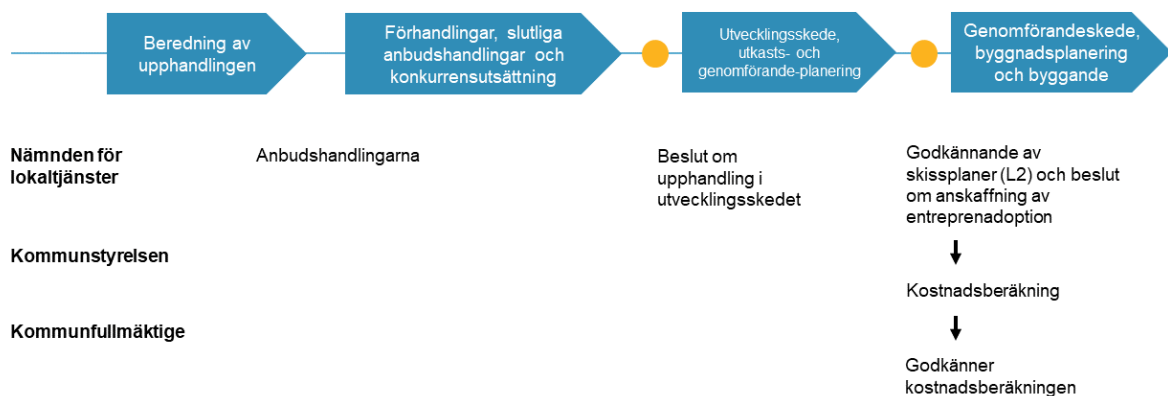 Beredning av
upphandlingen
Förhandlingar, slutliga
anbudshandlingar och
konkurrensutsättning
Utvecklingsskede,
utkasts- och
genomförande-planering
Genomförandeskede,
byggnadsplanering
och byggande
Nämnden för
lokaltjänster
Anbudshandlingarna
Beslut om
upphandling i
utvecklingsskedet
Godkännande av
skissplaner (L2) och beslut
om anskaffning av
entreprenadoption
Kommunstyrelsen
Kostnadsberäkning
Kommunfullmäktige
Godkänner
kostnadsberäkningen